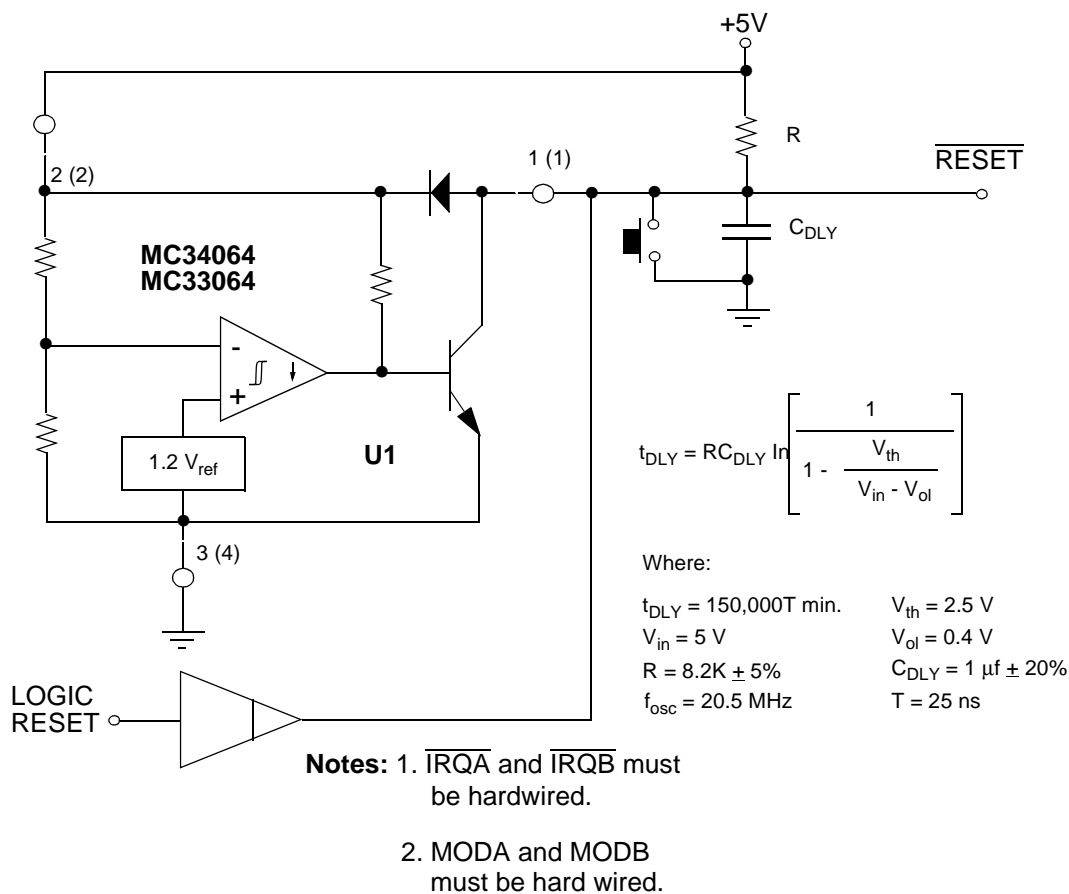 +5V
R
RESET
2 (2)
1 (1)
C_DLY
MC34064
MC33064
-
+
1.2 V_ref
U1
3 (4)
t_DLY = RC_DLY In [ 1 / ( 1 - V_th / ( V_in - V_ol ) ) ]
Where:
t_DLY = 150,000T min.
V_th = 2.5 V
V_in = 5 V
V_ol = 0.4 V
R = 8.2K ± 5%
C_DLY = 1 μf ± 20%
f_osc = 20.5 MHz
T = 25 ns
LOGIC
RESET
Notes: 1. IRQA and IRQB must
be hardwired.
2. MODA and MODB
must be hard wired.